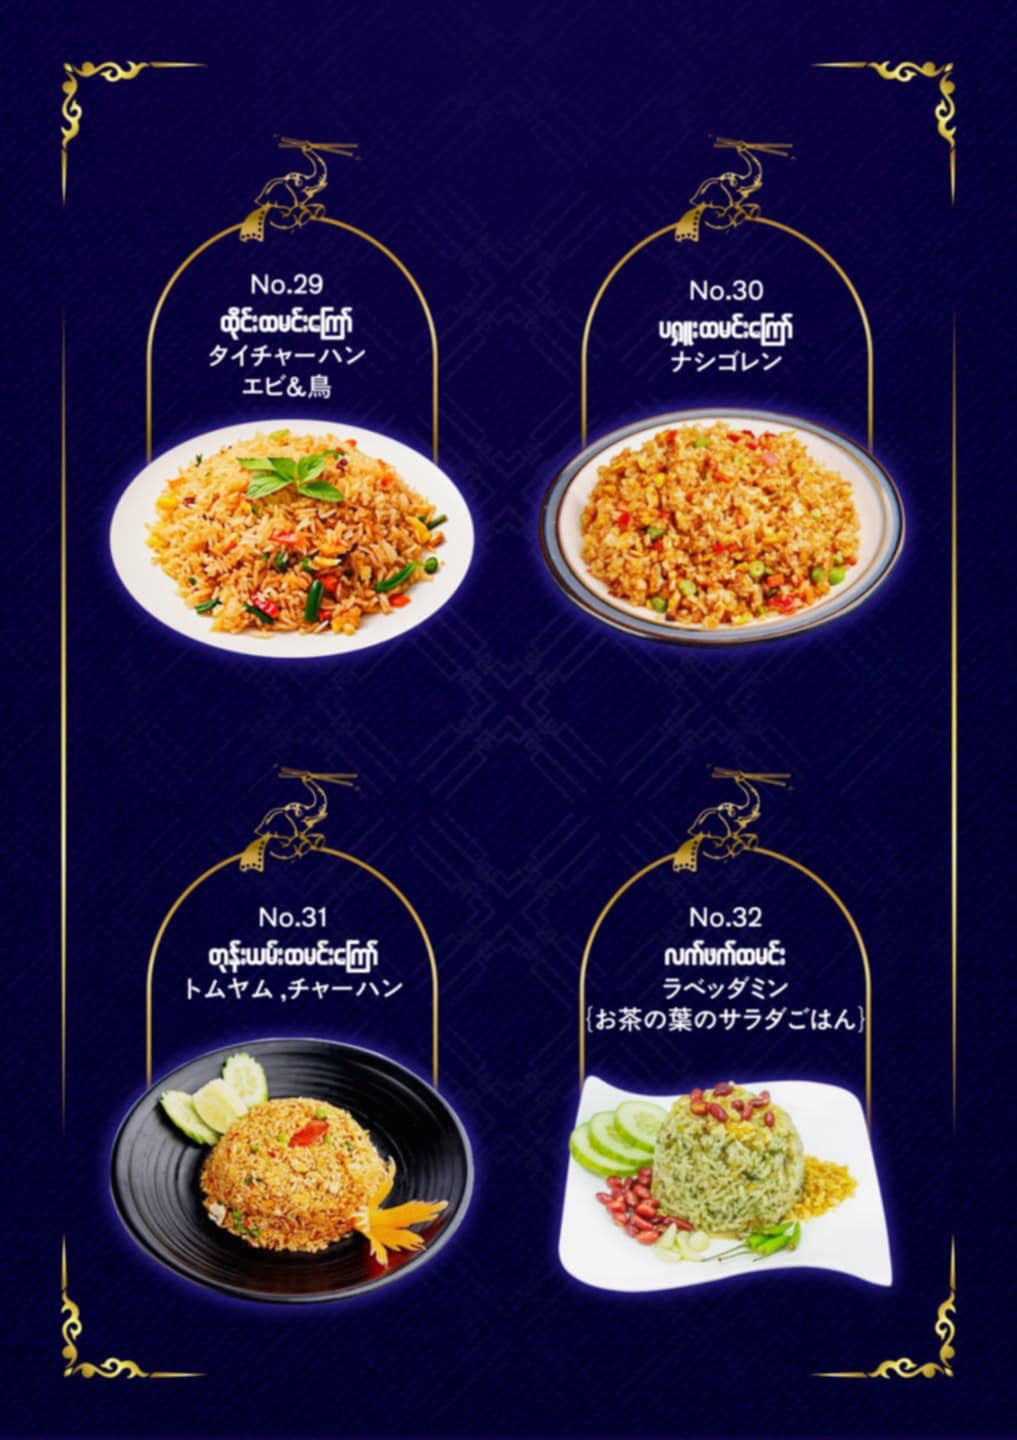 No.29
ထိုင်းထမင်းကြော်
タイチャーハン
エビ&鳥
No.30
ပရှူးထမင်းကြော်
ナシゴレン
No.31
တုန်းယမ်းထမင်းကြော်
トムヤム ,チャーハン
No.32
လက်ဖက်ထမင်း
ラベッダミン
{お茶の葉のサラダごはん}